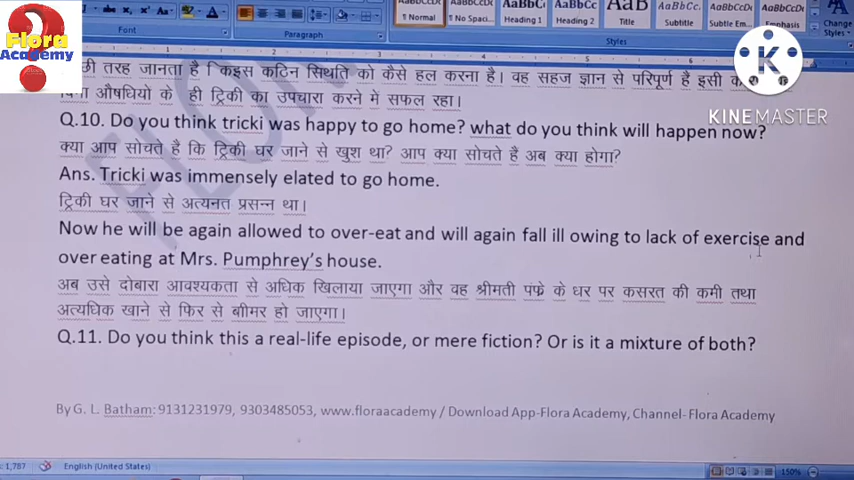 Flora
Academy
KINEMASTER
Font
Paragraph
Styles
¶ Normal
¶ No Spaci...
Heading 1
Heading 2
Title
Subtitle
Subtle Em...
Emphasis
Change
Styles
तरह जानता है कठिन स्थिति को कैसे हल करना है। वह सहज ज्ञान से परिपूर्ण है इसी
औषधियों के ही ट्रिकी का उपचारा करने में सफल रहा।
Q.10. Do you think tricki was happy to go home? what do you think will happen now?
क्या आप सोचते है कि ट्रिकी घर जाने से खुश था? आप क्या सोचते हैं अब क्या होगा?
Ans. Tricki was immensely elated to go home.
ट्रिकी घर जाने से अत्यनत प्रसन्न था।
Now he will be again allowed to over-eat and will again fall ill owing to lack of exercise and
over eating at Mrs. Pumphrey's house.
अब उसे दोबारा आवश्यकता से अधिक खिलाया जाएगा और वह श्रीमती के घर पर कसरत की कमी तथा
अत्यधिक खाने से फिर से हो जाएगा।
Q.11. Do you think this a real-life episode, or mere fiction? Or is it a mixture of both?
By G. L. Batham: 9131231979, 9303485053, www.floraacademy / Download App-Flora Academy, Channel- Flora Academy
: 1,787
English (United States)
150%